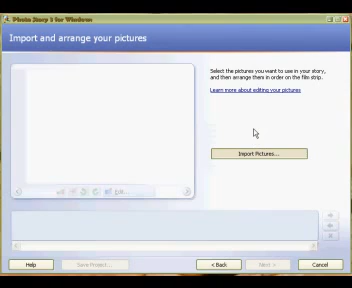 Photo Story 3 for Windows
Import and arrange your pictures
Select the pictures you want to use in your story,
and then arrange them in order on the film strip.
Learn more about editing your pictures
Import Pictures...
Edit...
Help
Save Project...
< Back
Next >
Cancel